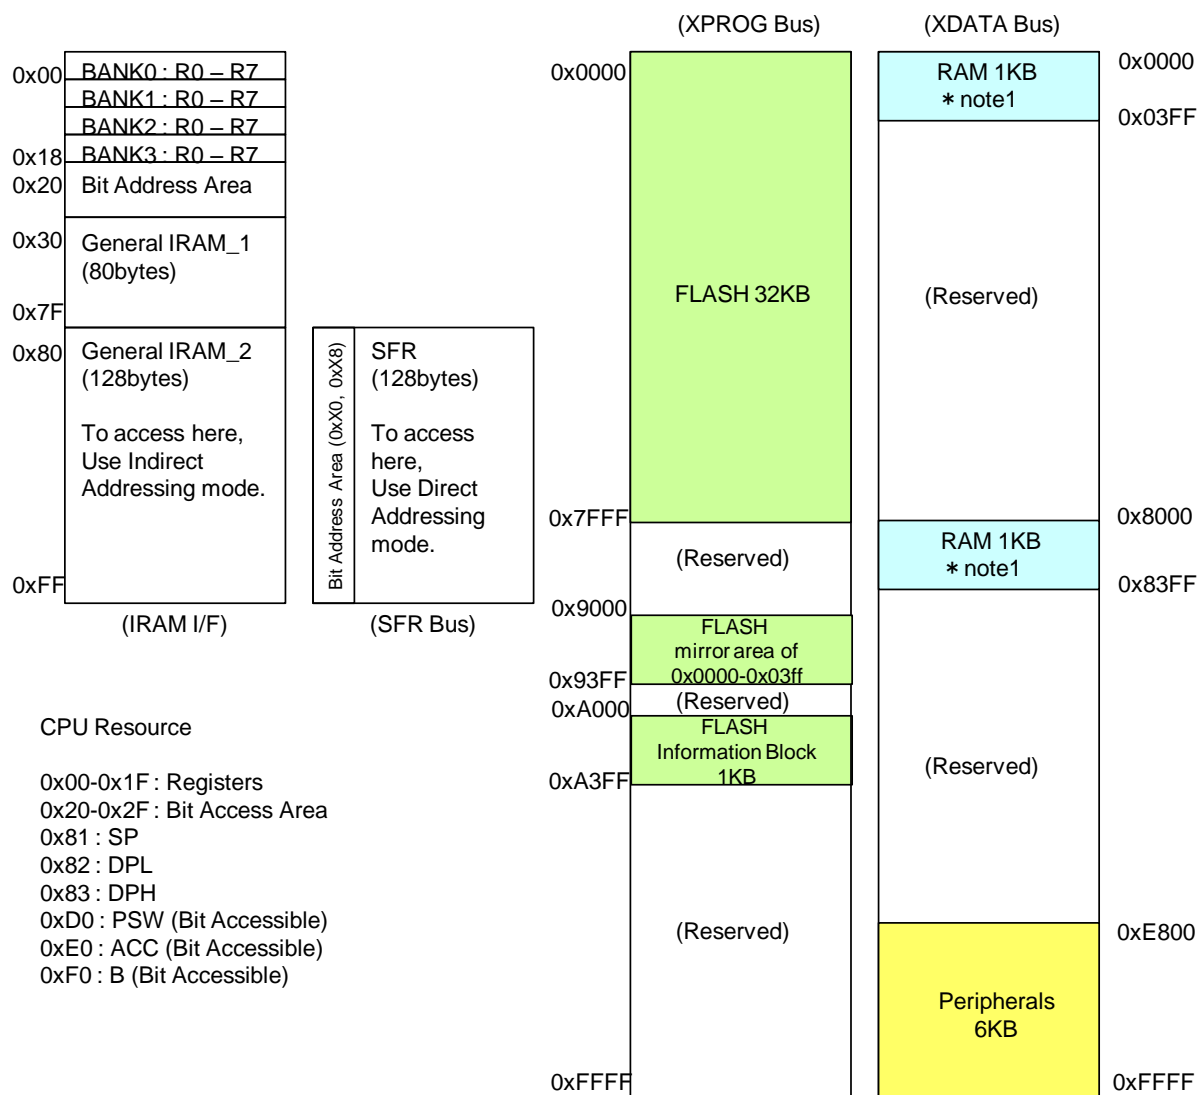 (XPROG Bus)
(XDATA Bus)
0x00
BANK0 : R0 – R7
BANK1 : R0 – R7
BANK2 : R0 – R7
0x18
BANK3 : R0 – R7
0x20
Bit Address Area
0x30
General IRAM_1
(80bytes)
0x7F
0x80
General IRAM_2
(128bytes)
To access here,
Use Indirect
Addressing mode.
0xFF
(IRAM I/F)
Bit Address Area (0xX0, 0xX8)
SFR
(128bytes)
To access
here,
Use Direct
Addressing
mode.
(SFR Bus)
0x0000
FLASH 32KB
0x7FFF
(Reserved)
0x9000
FLASH
mirror area of
0x0000-0x03ff
0x93FF
(Reserved)
0xA000
FLASH
Information Block
1KB
0xA3FF
(Reserved)
0xFFFF
RAM 1KB
* note1
0x0000
0x03FF
(Reserved)
0x8000
RAM 1KB
* note1
0x83FF
(Reserved)
0xE800
Peripherals
6KB
0xFFFF
CPU Resource
0x00-0x1F : Registers
0x20-0x2F : Bit Access Area
0x81 : SP
0x82 : DPL
0x83 : DPH
0xD0 : PSW (Bit Accessible)
0xE0 : ACC (Bit Accessible)
0xF0 : B (Bit Accessible)